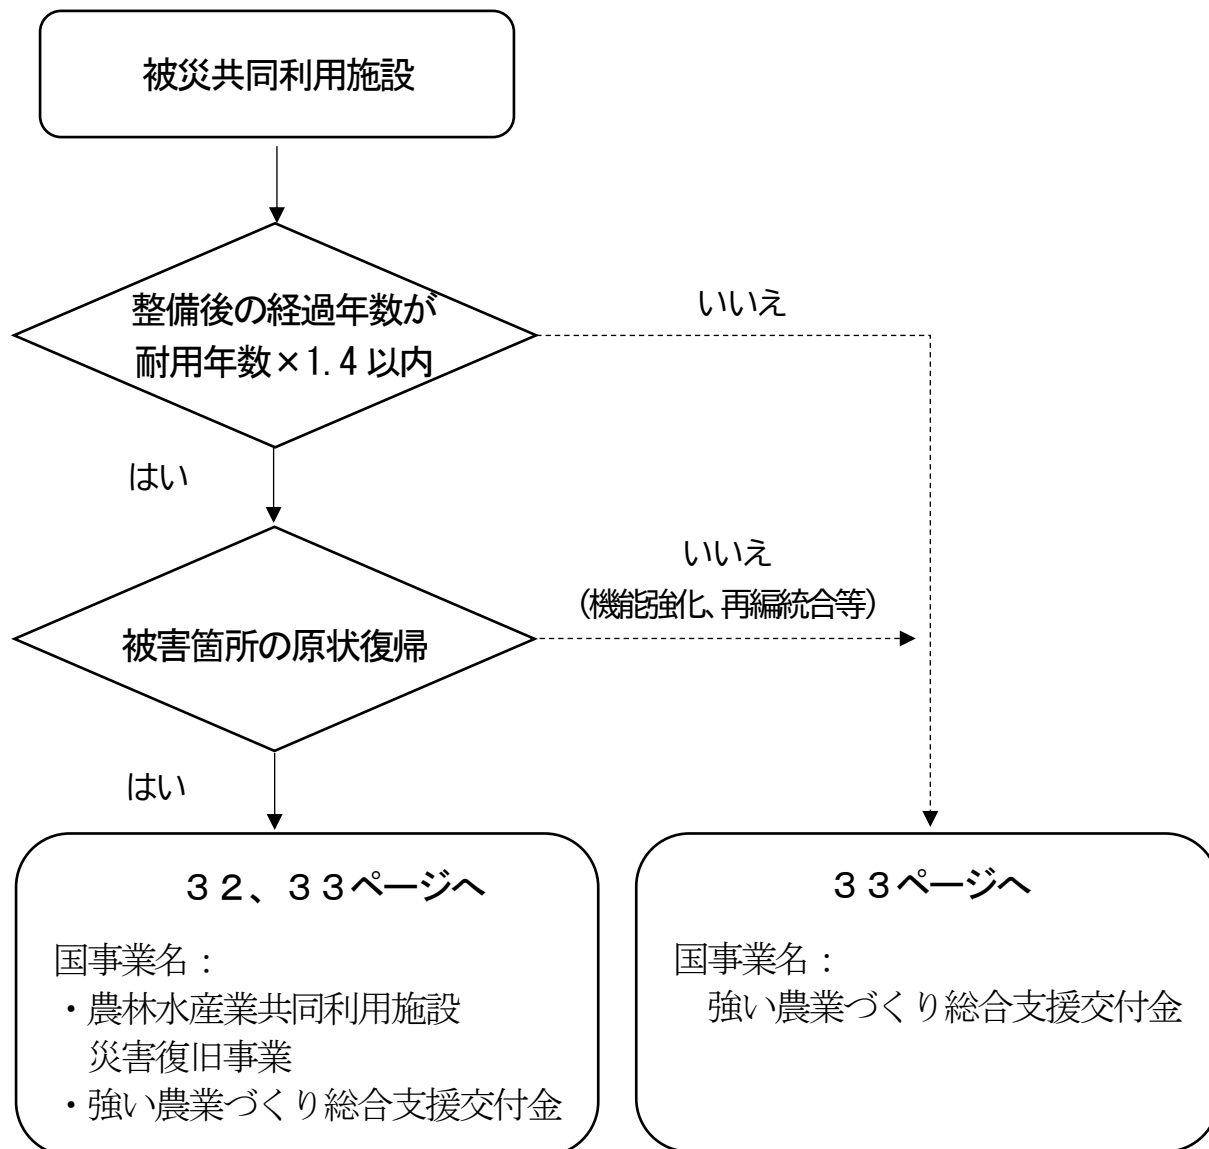 被災共同利用施設
整備後の経過年数が
耐用年数×1.4以内
いいえ
はい
被害箇所の原状復帰
いいえ
（機能強化、再編統合等）
はい
３２、３３ページへ
国事業名：
・農林水産業共同利用施設
災害復旧事業
・強い農業づくり総合支援交付金
３３ページへ
国事業名：
強い農業づくり総合支援交付金